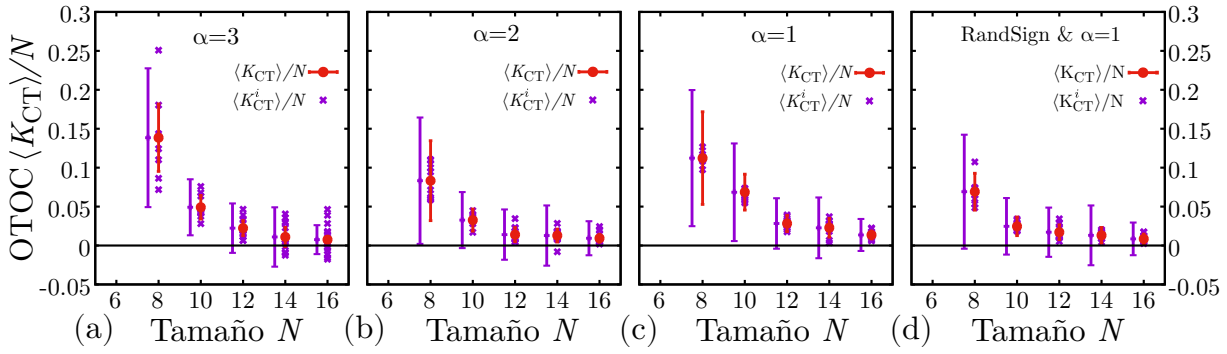 OTOC ⟨K_CT⟩/N
0.3
0.25
0.2
0.15
0.1
0.05
0
-0.05
6 8 10 12 14 16
α=3
⟨K_CT⟩/N
⟨K^i_CT⟩/N
(a) Tamaño N
6 8 10 12 14 16
α=2
⟨K_CT⟩/N
⟨K^i_CT⟩/N
(b) Tamaño N
6 8 10 12 14 16
α=1
⟨K_CT⟩/N
⟨K^i_CT⟩/N
(c) Tamaño N
6 8 10 12 14 16
RandSign & α=1
⟨K_CT⟩/N
⟨K^i_CT⟩/N
(d) Tamaño N
0.3
0.25
0.2
0.15
0.1
0.05
0
-0.05